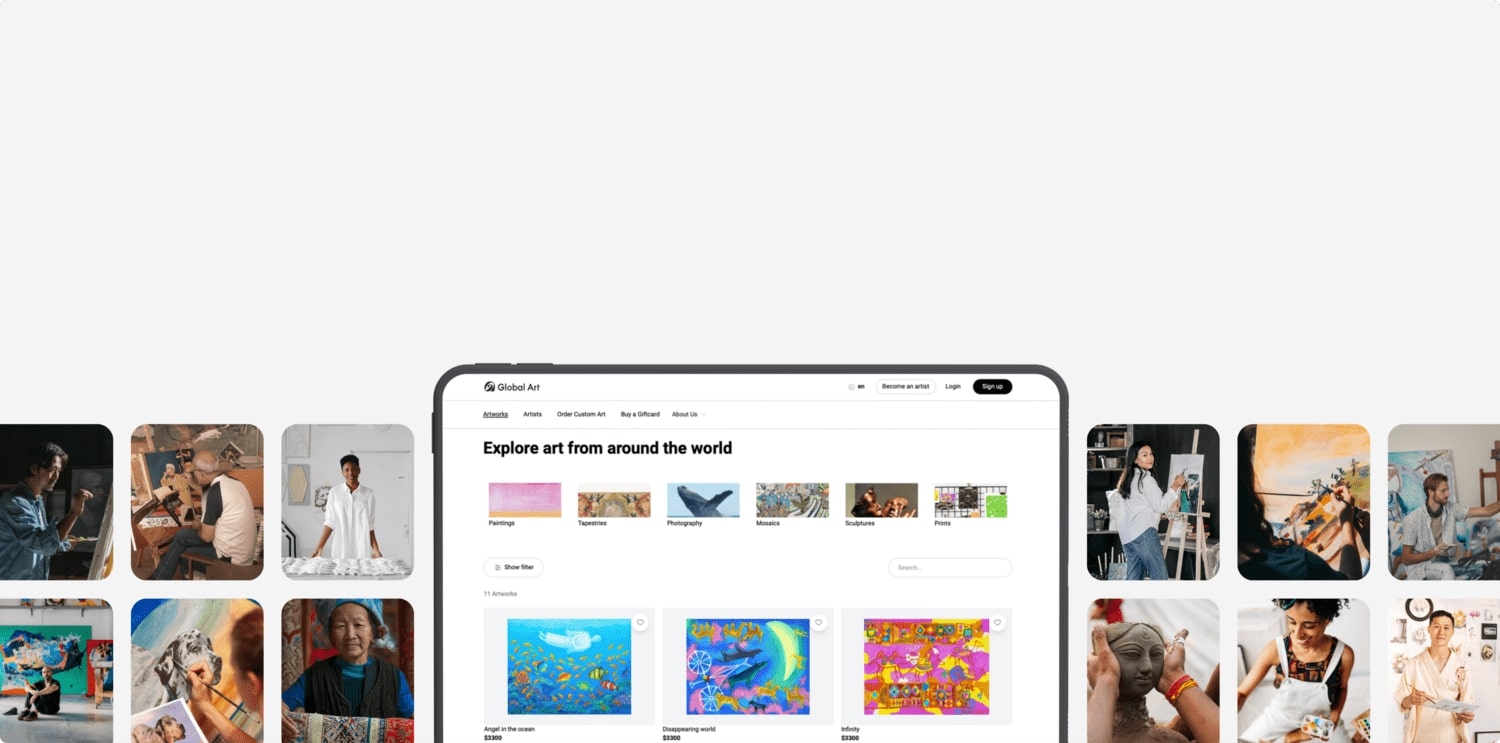 Global Art
en Become an artist Login Sign up
Artworks Artists Order Custom Art Buy a Giftcard About Us
Explore art from around the world
Paintings Tapestries Photography Mosaics Sculptures Prints
Show filter Search...
11 Artworks
Angel in the ocean Disappearing world Infinity
$3300 $3300 $3300